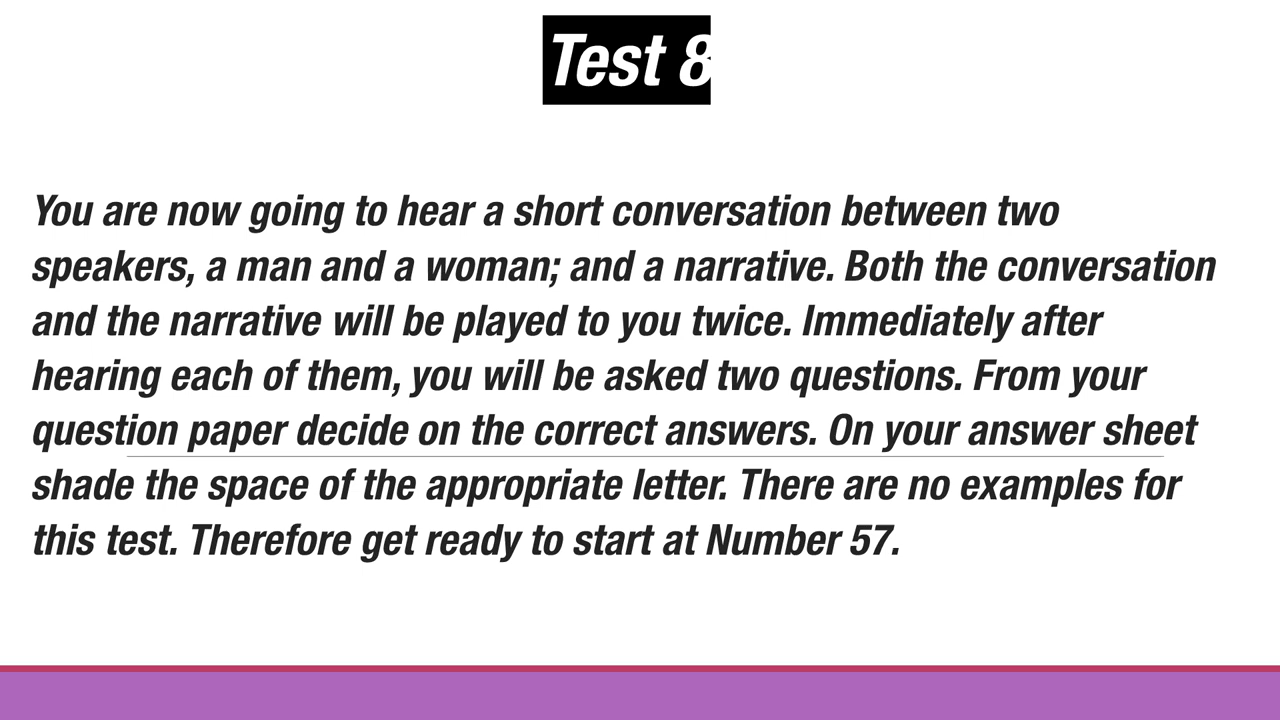 Test 8
You are now going to hear a short conversation between two
speakers, a man and a woman; and a narrative. Both the conversation
and the narrative will be played to you twice. Immediately after
hearing each of them, you will be asked two questions. From your
question paper decide on the correct answers. On your answer sheet
shade the space of the appropriate letter. There are no examples for
this test. Therefore get ready to start at Number 57.